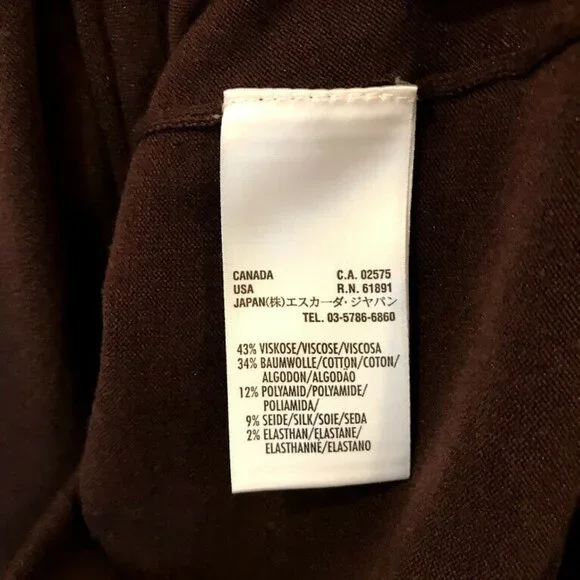 CANADA C.A. 02575
USA R.N. 61891
JAPAN(株)エスカーダ・ジャパン
TEL. 03-5786-6860
43% VISKOSE/VISCOSE/VISCOSA
34% BAUMWOLLE/COTTON/COTON/
ALGODON/ALGODÃO
12% POLYAMID/POLYAMIDE/
POLIAMIDA/
9% SEIDE/SILK/SOIE/SEDA
2% ELASTHAN/ELASTANE/
ELASTHANNE/ELASTANO